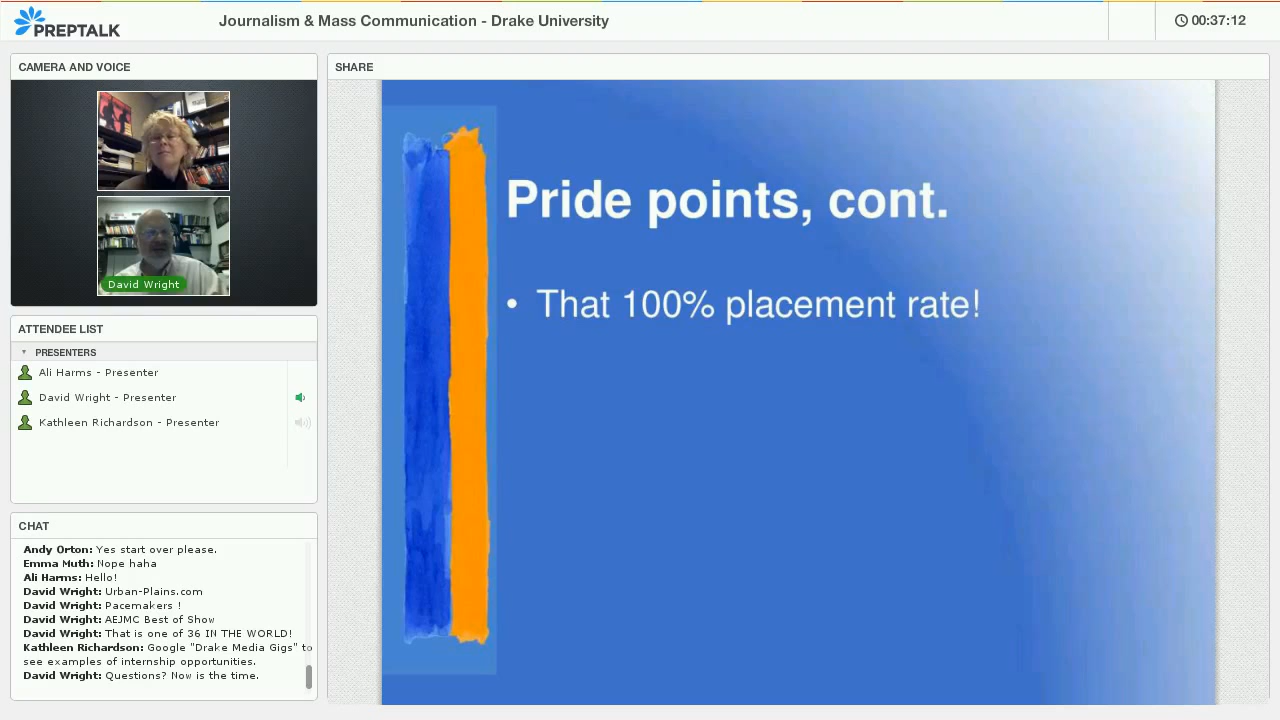 PREPTALK
Journalism & Mass Communication - Drake University
00:37:12
CAMERA AND VOICE
David Wright
ATTENDEE LIST
PRESENTERS
Ali Harms - Presenter
David Wright - Presenter
Kathleen Richardson - Presenter
CHAT
Andy Orton: Yes start over please.
Emma Muth: Nope haha
Ali Harms: Hello!
David Wright: Urban-Plains.com
David Wright: Pacemakers !
David Wright: AEJMC Best of Show
David Wright: That is one of 36 IN THE WORLD!
Kathleen Richardson: Google "Drake Media Gigs" to
see examples of internship opportunities.
David Wright: Questions? Now is the time.
SHARE
Pride points, cont.
• That 100% placement rate!